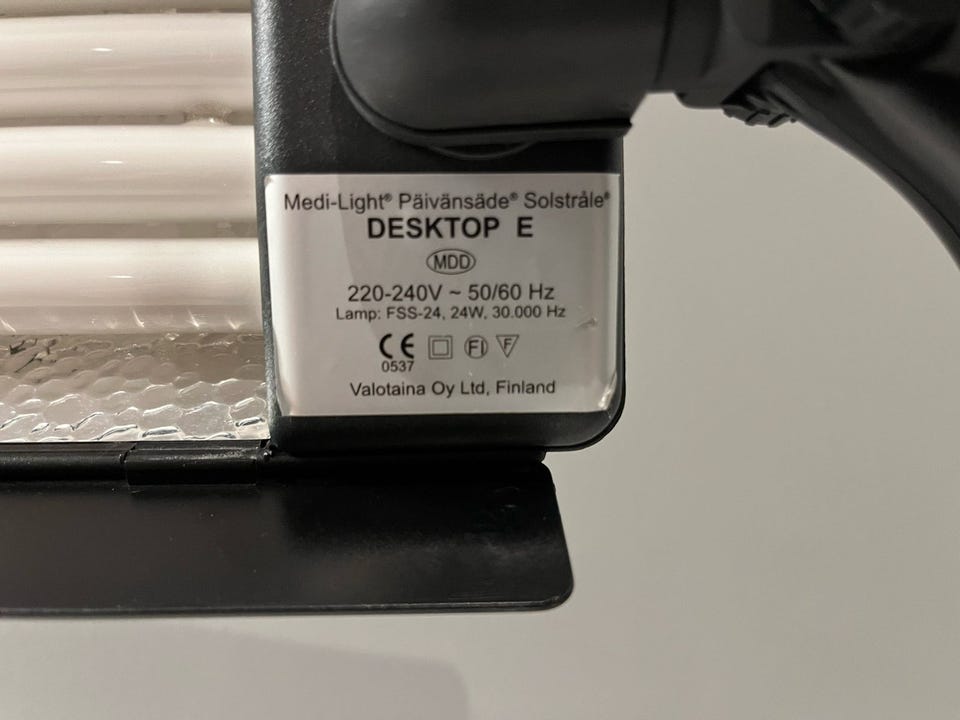 Medi-Light® Päivänsäde® Solstråle®
DESKTOP E
MDD
220-240V ~ 50/60 Hz
Lamp: FSS-24, 24W, 30.000 Hz
CE FI F
0537
Valotaina Oy Ltd, Finland